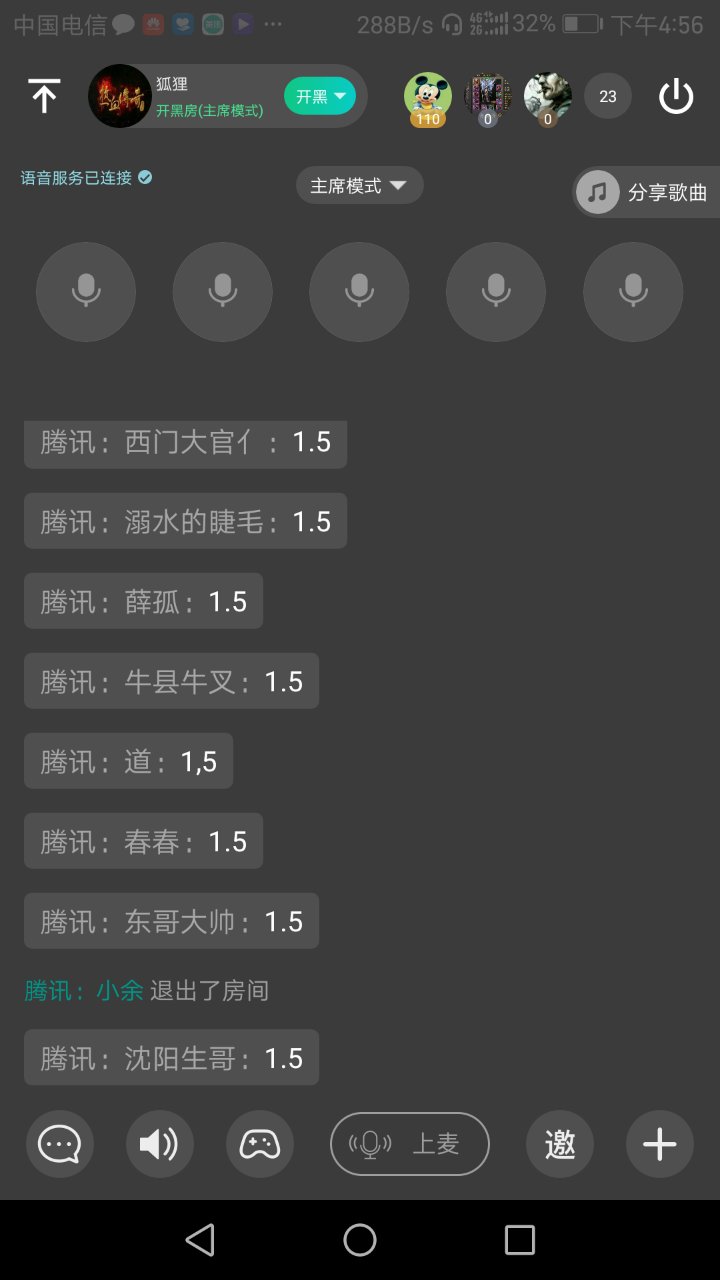 中国电信 288B/s 4G 2G 32% 下午4:56
狐狸
开黑房(主席模式)
开黑
110
0
0
23
语音服务已连接
主席模式
分享歌曲
腾讯：西门大官亻：1.5
腾讯：溺水的睫毛：1.5
腾讯：薛孤：1.5
腾讯：牛县牛叉：1.5
腾讯：道：1,5
腾讯：春春：1.5
腾讯：东哥大帅：1.5
腾讯：小余 退出了房间
腾讯：沈阳生哥：1.5
上麦
邀